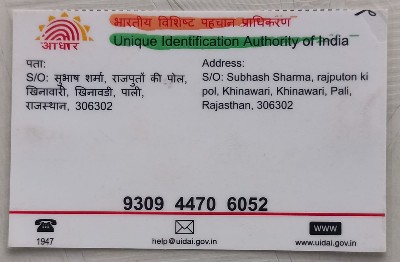 भारतीय विशिष्ट पहचान प्राधिकरण
Unique Identification Authority of India
आधार
पता:
S/O: सुभाष शर्मा, राजपुतों की पोल,
खिनावारी, खिनावडी, पाली,
राजस्थान, 306302
Address:
S/O: Subhash Sharma, rajputon ki
pol, Khinawari, Khinawari, Pali,
Rajasthan, 306302
9309 4470 6052
1947
help@uidai.gov.in
www
www.uidai.gov.in